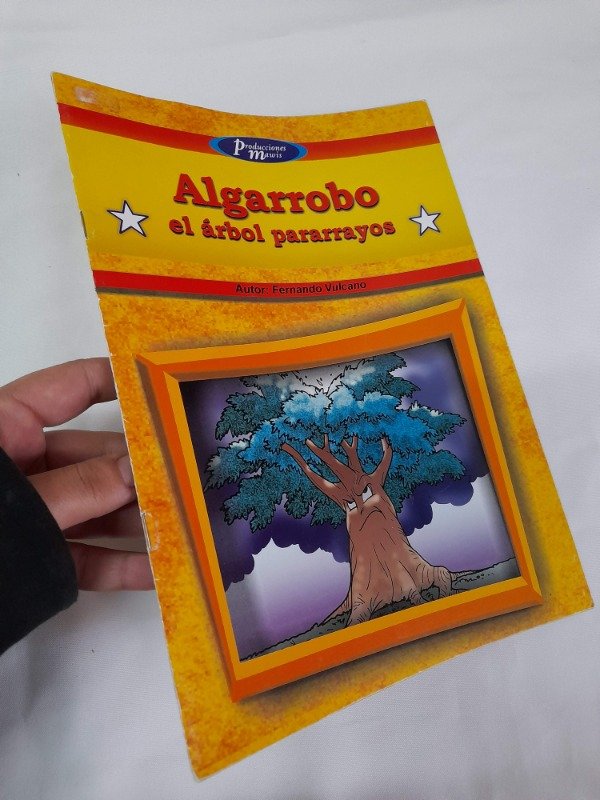 Producciones
Mawis
Algarrobo
el árbol pararrayos
Autor: Fernando Vulcano